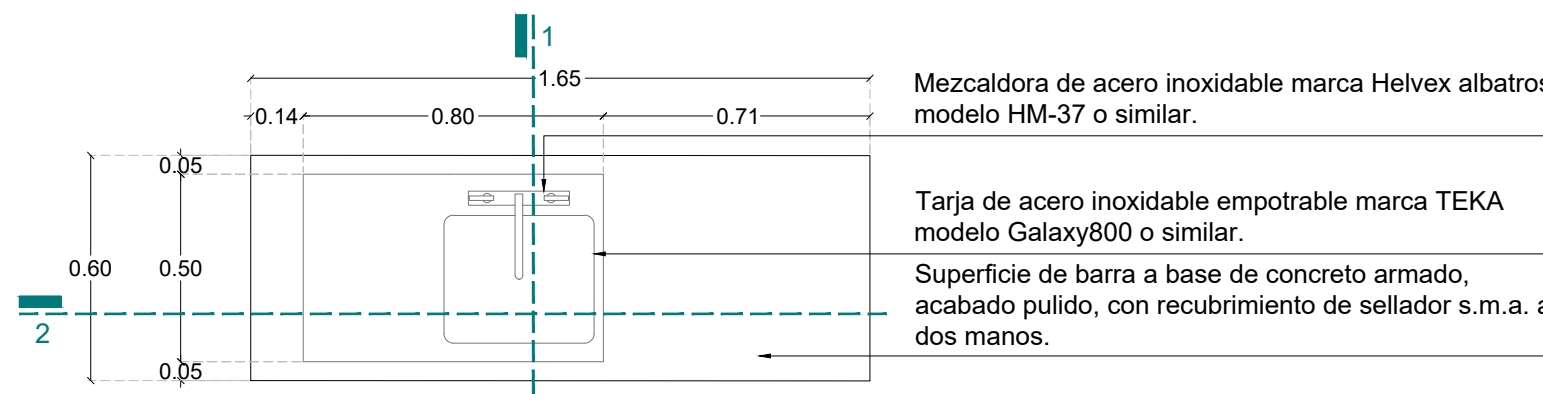 1
1.65
0.14
0.80
0.71
Mezcaldora de acero inoxidable marca Helvex albatros
modelo HM-37 o similar.
0.05
Tarja de acero inoxidable empotrable marca TEKA
modelo Galaxy800 o similar.
0.60
0.50
Superficie de barra a base de concreto armado,
acabado pulido, con recubrimiento de sellador s.m.a. a
dos manos.
2
0.05